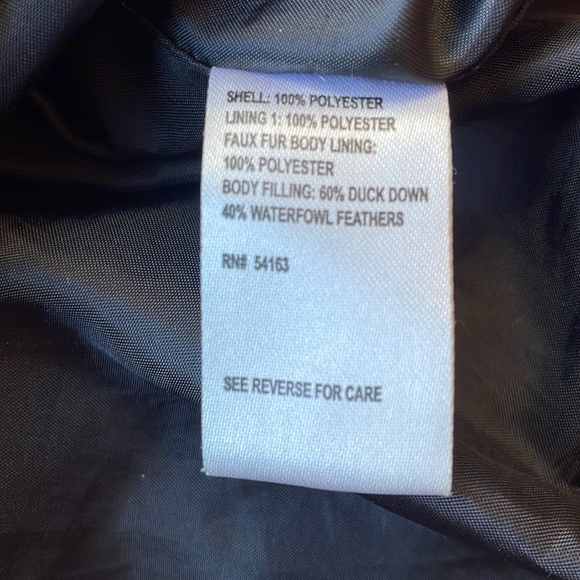 SHELL: 100% POLYESTER
LINING 1: 100% POLYESTER
FAUX FUR BODY LINING:
100% POLYESTER
BODY FILLING: 60% DUCK DOWN
40% WATERFOWL FEATHERS
RN# 54163
SEE REVERSE FOR CARE